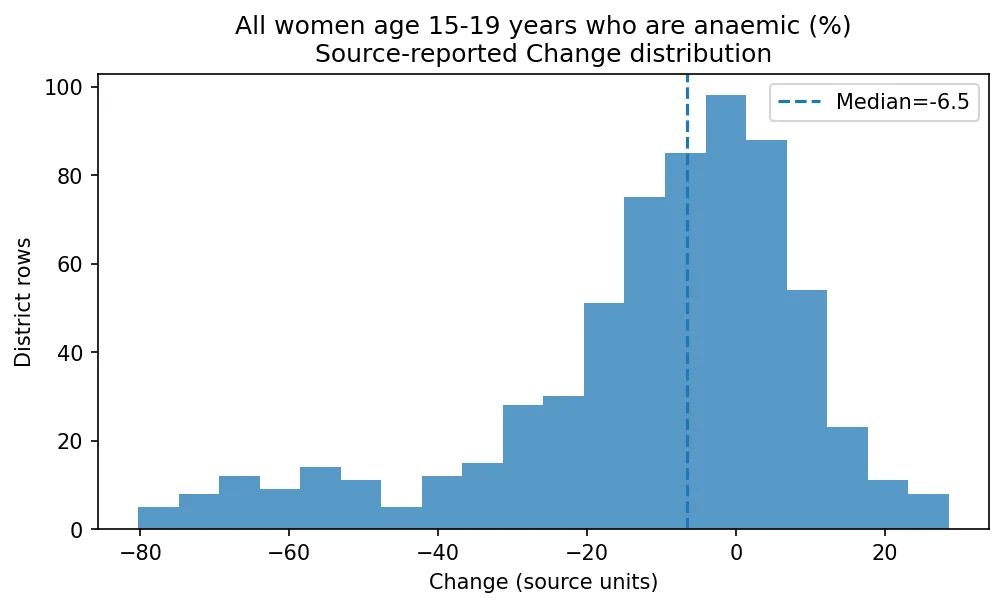 All women age 15-19 years who are anaemic (%)
Source-reported Change distribution
Median=-6.5
District rows
100
80
60
40
20
0
−80
−60
−40
−20
0
20
Change (source units)